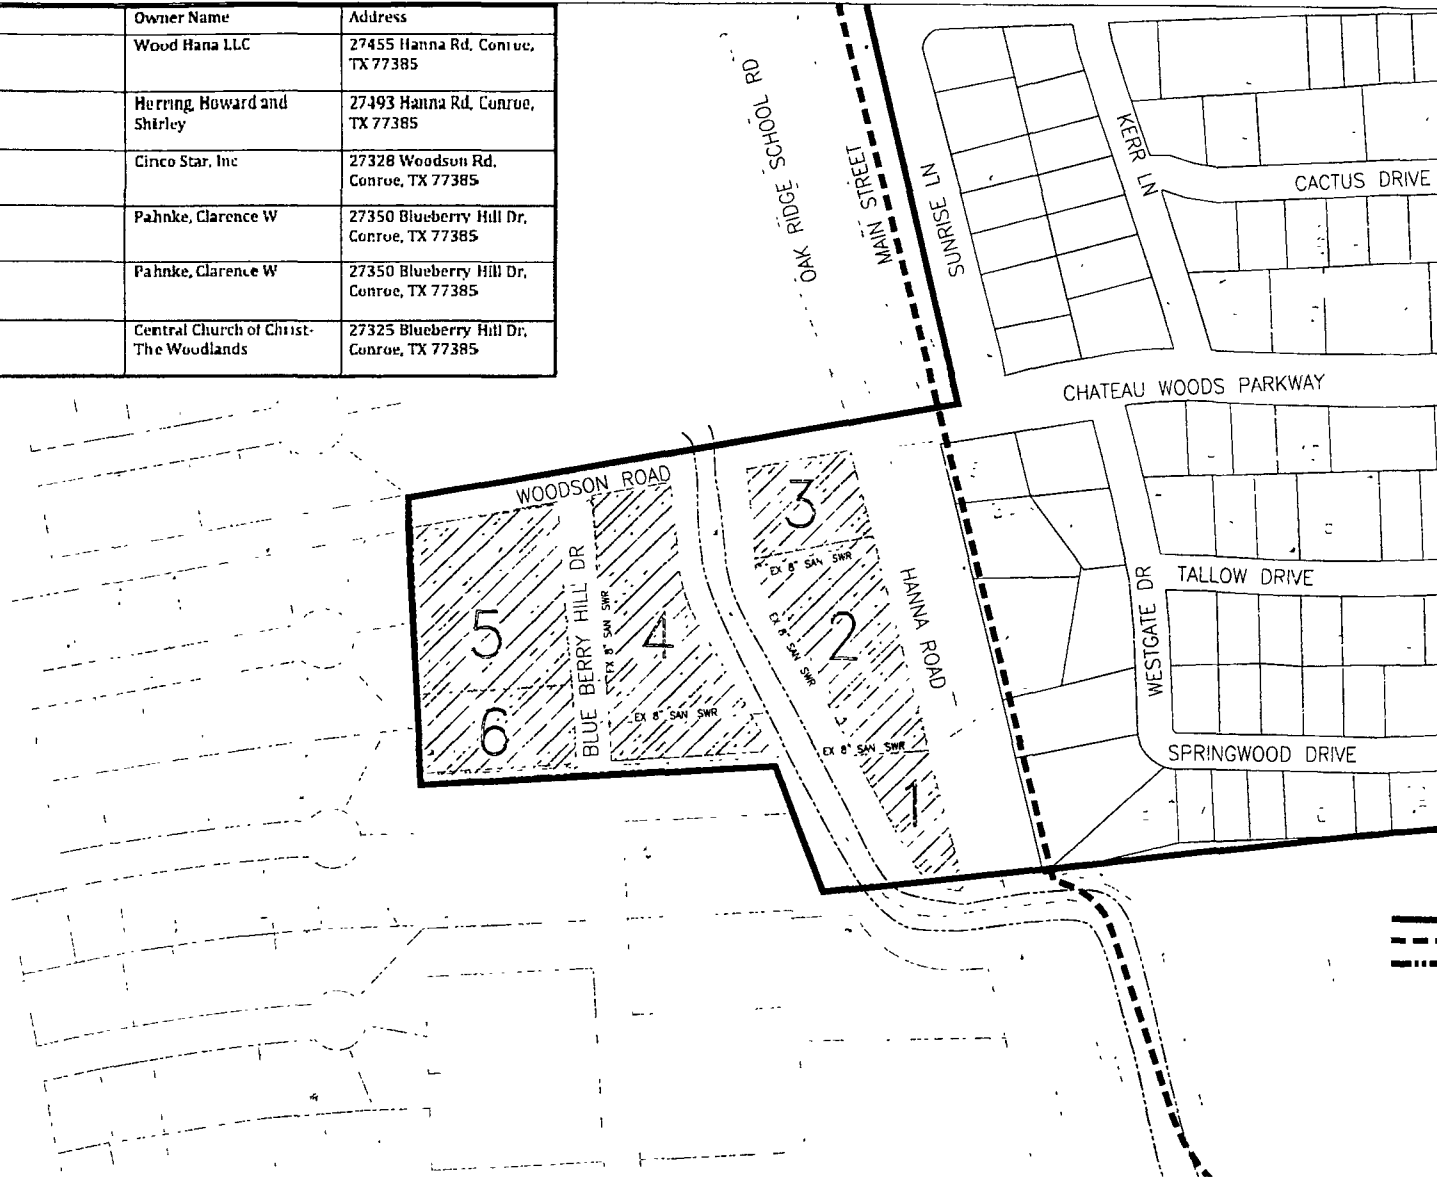 Owner Name Address
Wood Hana LLC 27455 Hanna Rd, Conroe,
TX 77385
Herring, Howard and 27493 Hanna Rd, Conroe,
Shirley TX 77385
Cinco Star, Inc 27328 Woodson Rd,
Conroe, TX 77385
Pahnke, Clarence W 27350 Blueberry Hill Dr,
Conroe, TX 77385
Pahnke, Clarence W 27350 Blueberry Hill Dr,
Conroe, TX 77385
Central Church of Christ- 27325 Blueberry Hill Dr,
The Woodlands Conroe, TX 77385
OAK RIDGE SCHOOL RD
MAIN STREET
SUNRISE LN
KERR LN
CACTUS DRIVE
CHATEAU WOODS PARKWAY
WOODSON ROAD
3
EX 8" SAN SWR
HANNA ROAD
BLUE BERRY HILL DR
EX 8" SAN SWR
EX 8" SAN SWR
5
4
2
TALLOW DRIVE
WESTGATE DR
6
EX 8" SAN SWR
EX 8" SAN SWR
1
SPRINGWOOD DRIVE